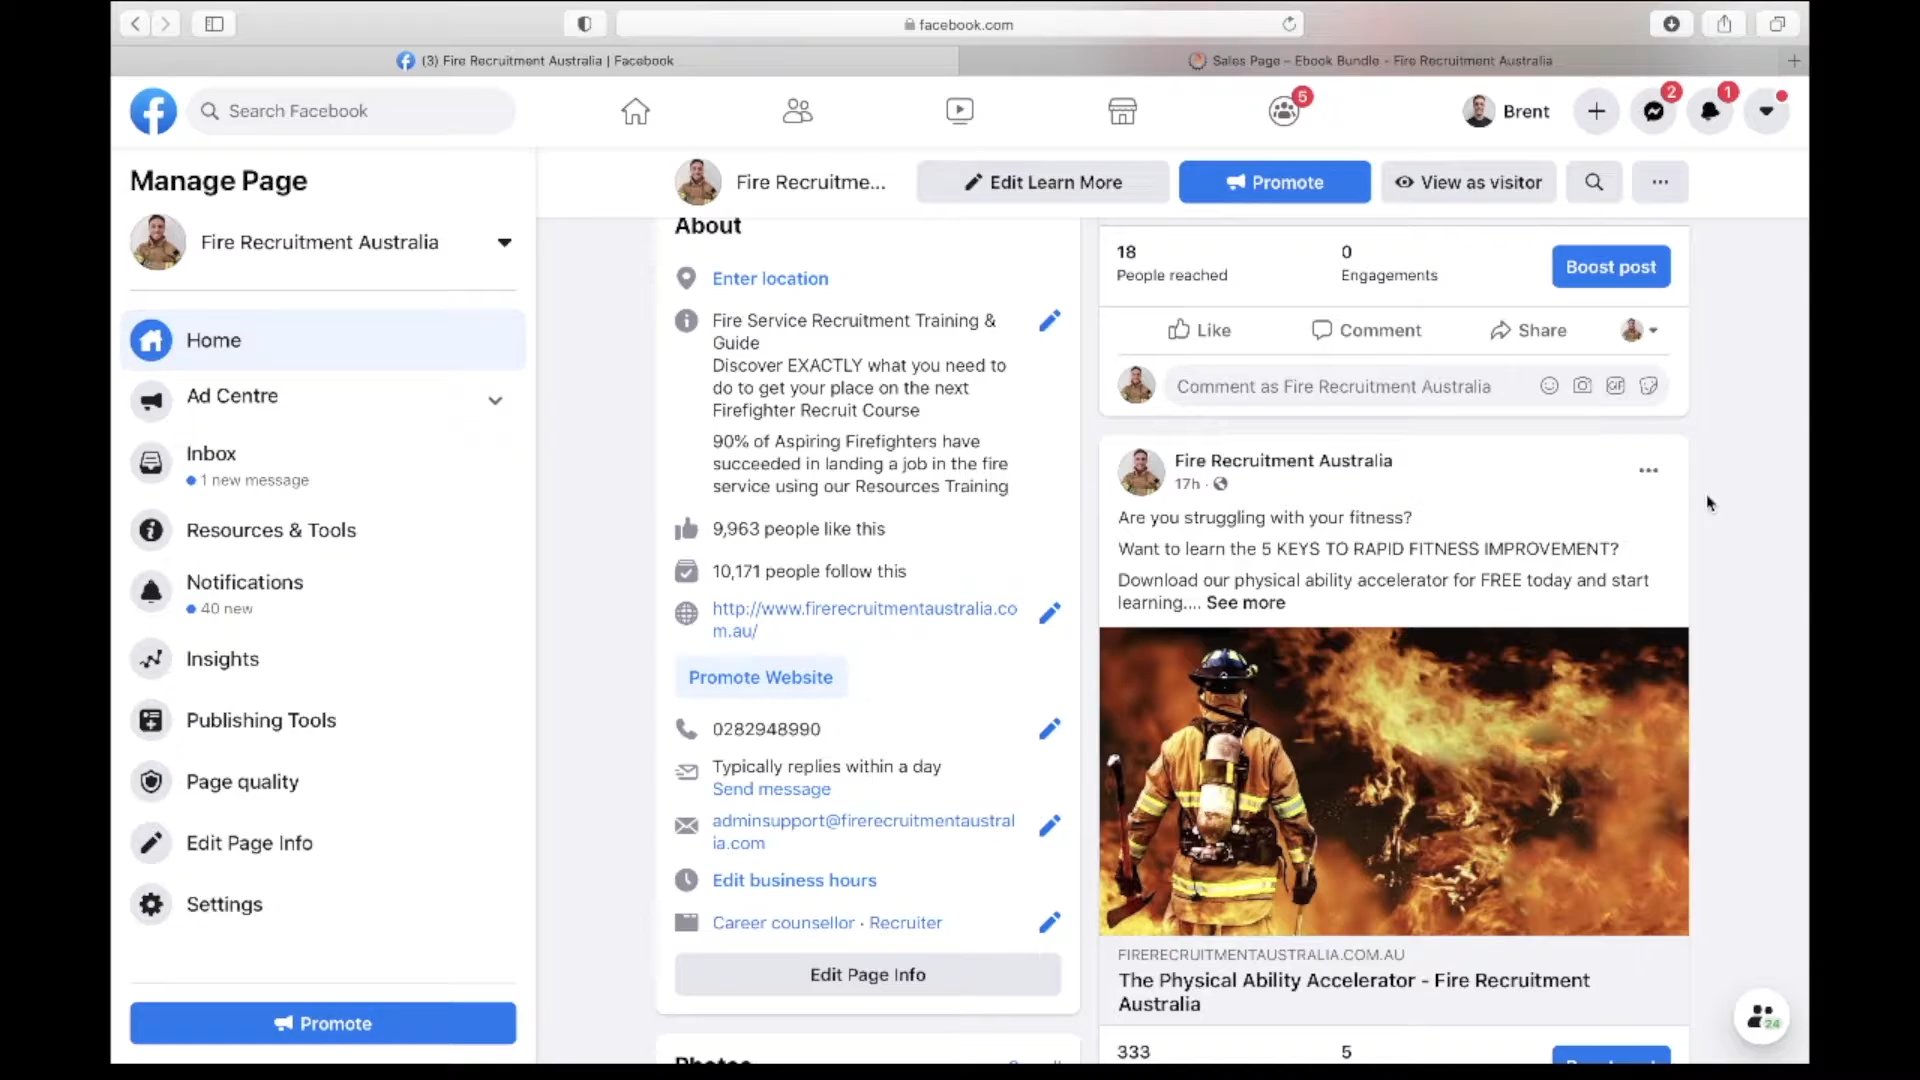 facebook.com
(3) Fire Recruitment Australia | Facebook
Sales Page – Ebook Bundle - Fire Recruitment Australia
Search Facebook
5
Brent
2
1
Manage Page
Fire Recruitment Australia
Home
Ad Centre
Inbox
1 new message
Resources & Tools
Notifications
40 new
Insights
Publishing Tools
Page quality
Edit Page Info
Settings
Promote
Fire Recruitme...
Edit Learn More
Promote
View as visitor
About
Enter location
Fire Service Recruitment Training &
Guide
Discover EXACTLY what you need to
do to get your place on the next
Firefighter Recruit Course
90% of Aspiring Firefighters have
succeeded in landing a job in the fire
service using our Resources Training
9,963 people like this
10,171 people follow this
http://www.firerecruitmentaustralia.co
m.au/
Promote Website
0282948990
Typically replies within a day
Send message
adminsupport@firerecruitmentaustral
ia.com
Edit business hours
Career counsellor · Recruiter
Edit Page Info
Photos
18
People reached
0
Engagements
Boost post
Like
Comment
Share
Comment as Fire Recruitment Australia
GIF
Fire Recruitment Australia
17h ·
Are you struggling with your fitness?
Want to learn the 5 KEYS TO RAPID FITNESS IMPROVEMENT?
Download our physical ability accelerator for FREE today and start
learning.... See more
FIRERECRUITMENTAUSTRALIA.COM.AU
The Physical Ability Accelerator - Fire Recruitment
Australia
333
5
24